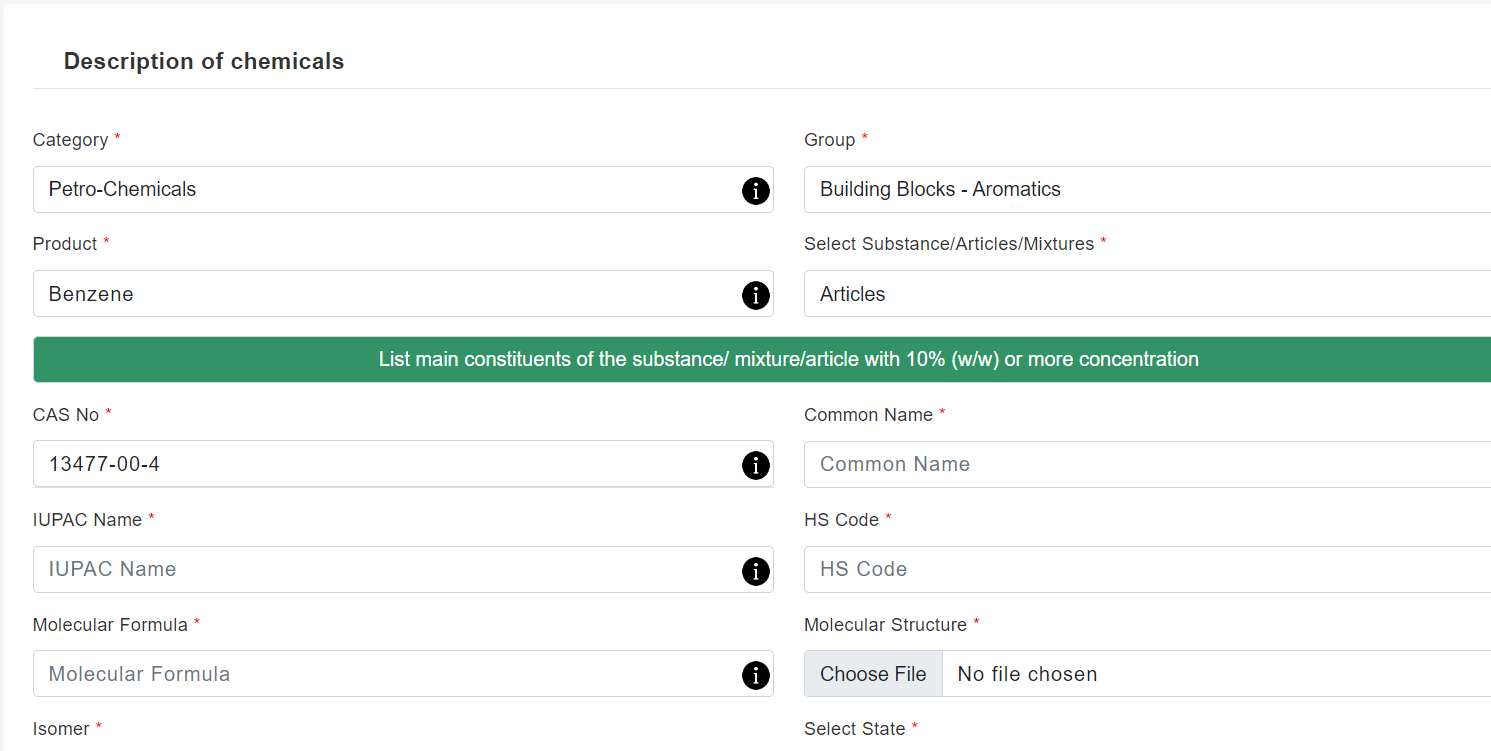 Description of chemicals
Category *
Group *
Petro-Chemicals
Building Blocks - Aromatics
Product *
Select Substance/Articles/Mixtures *
Benzene
Articles
List main constituents of the substance/ mixture/article with 10% (w/w) or more concentration
CAS No *
Common Name *
13477-00-4
Common Name
IUPAC Name *
HS Code *
IUPAC Name
HS Code
Molecular Formula *
Molecular Structure *
Molecular Formula
Choose File No file chosen
Isomer *
Select State *